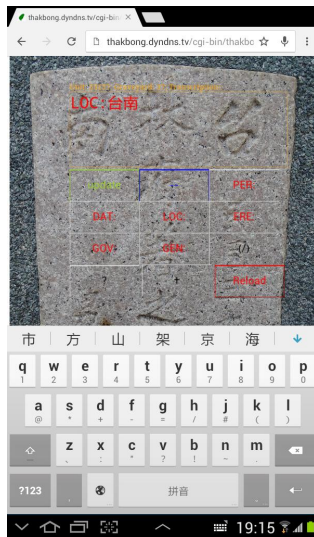 thakbong.dyndns.tv/cgi-bin/
thakbong.dyndns.tv/cgi-bin/thakbo
LOC:台南
update
PER
DAT LOC ERE
GOV GEN
?
Reload
市 方 山 架 京 海
q w e r t y u i o p
1 2 3 4 5 6 7 8 9 0
a s d f g h j k l
@ * + - = / # ( )
z x c v b n m
?123 拼音
19:15